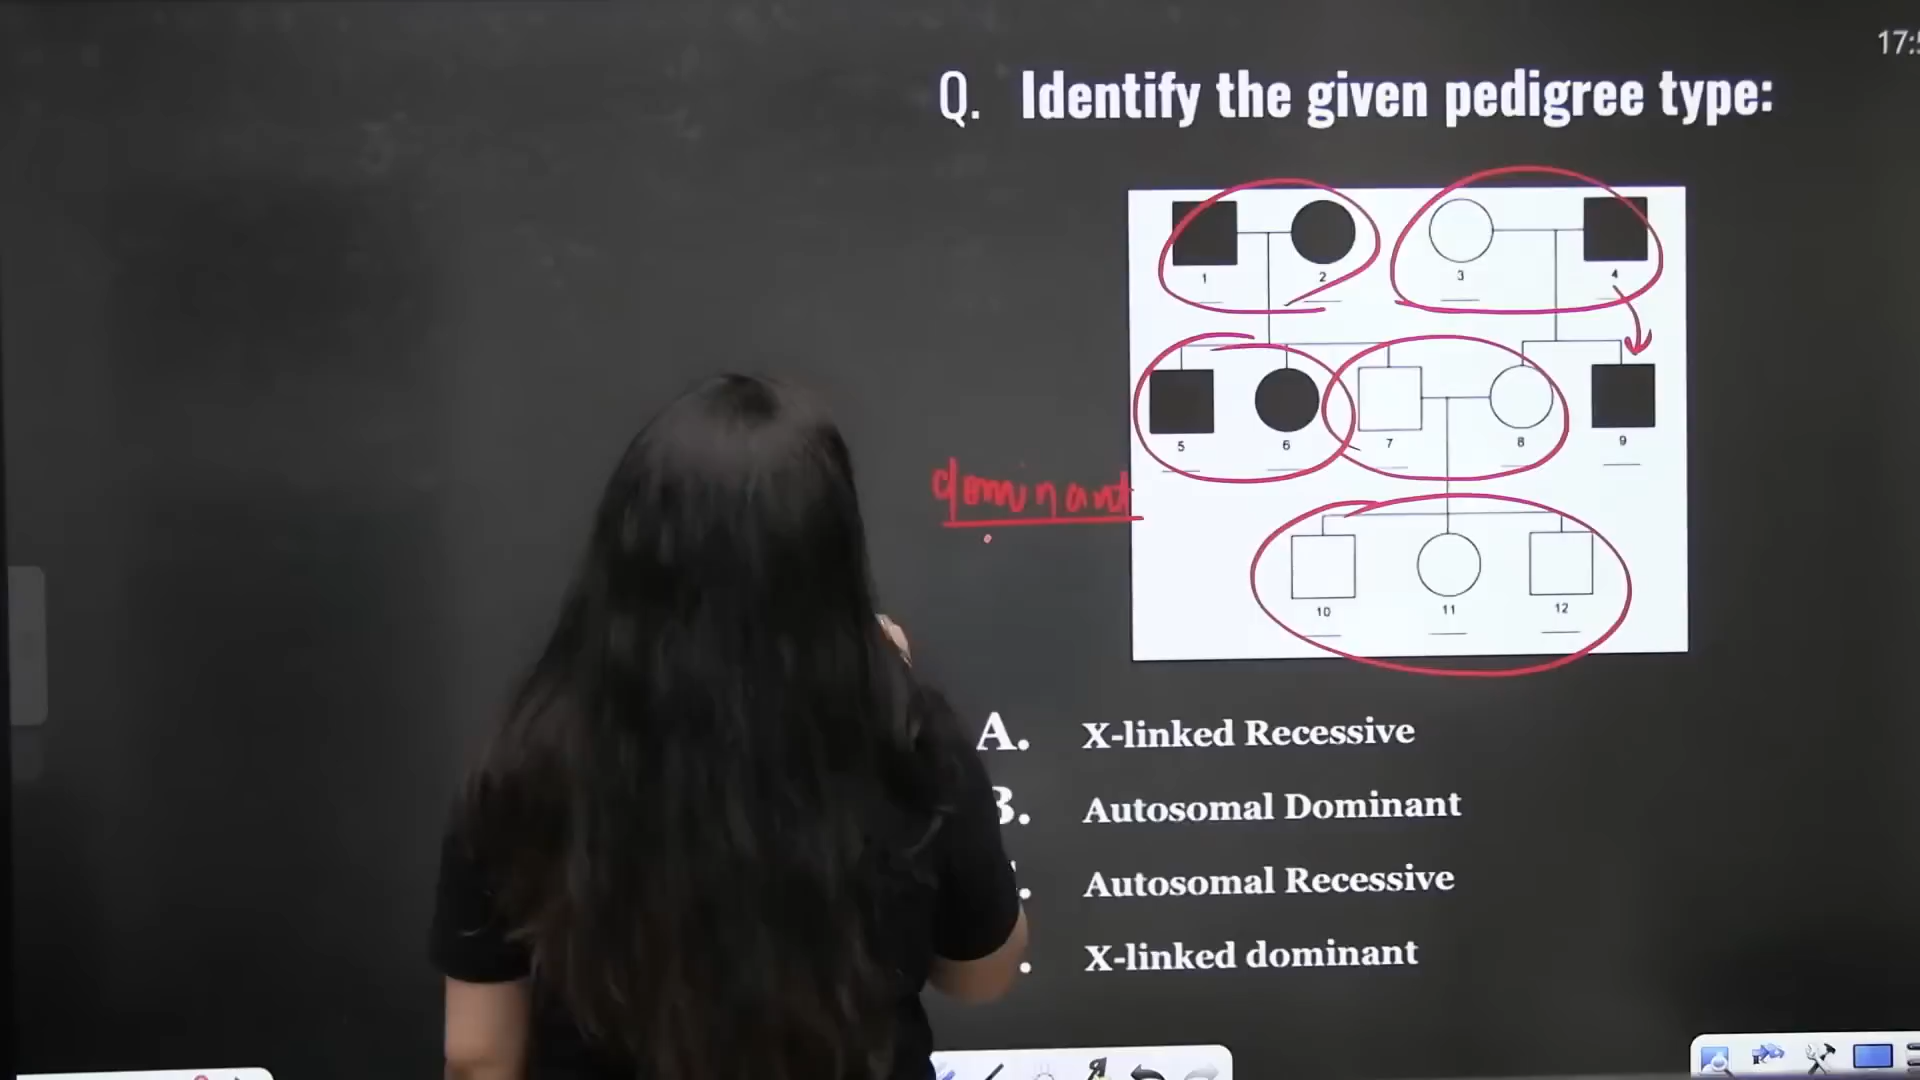 17:5
Q. Identify the given pedigree type:
1 2 3 4
5 6 7 8 9
dominant
10 11 12
A. X-linked Recessive
B. Autosomal Dominant
. Autosomal Recessive
. X-linked dominant